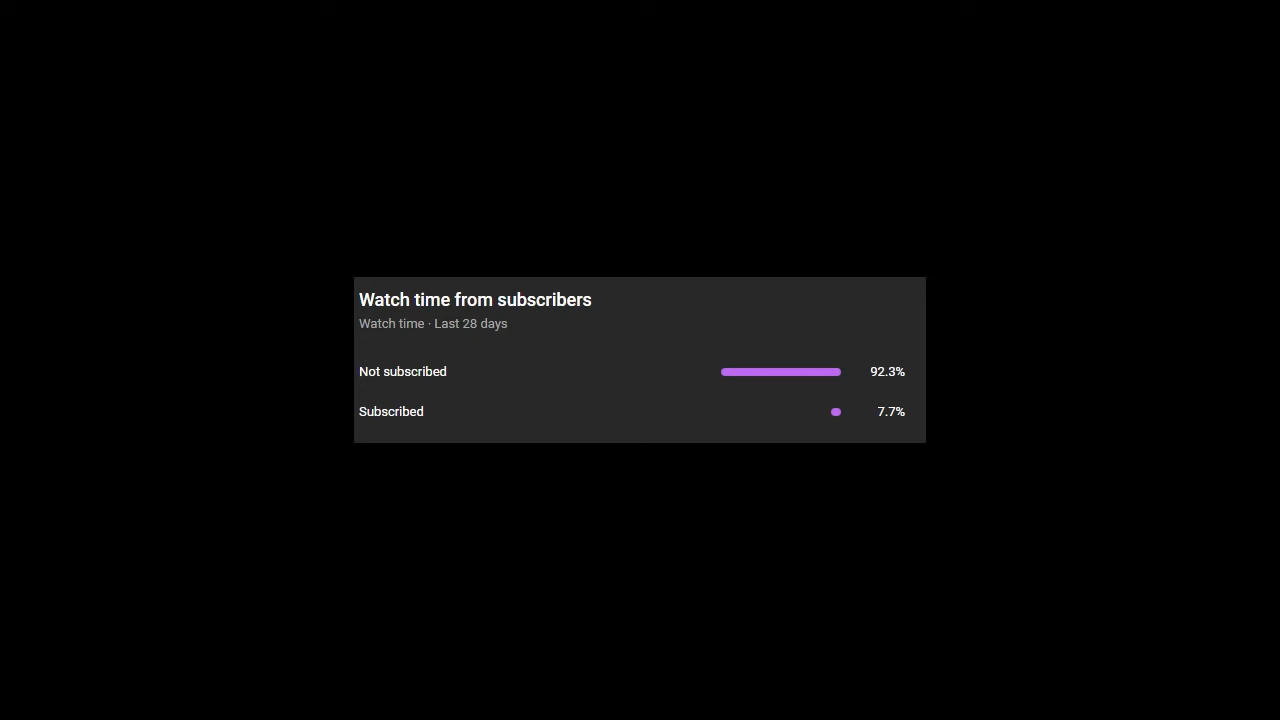 Watch time from subscribers
Watch time · Last 28 days
Not subscribed 92.3%
Subscribed 7.7%